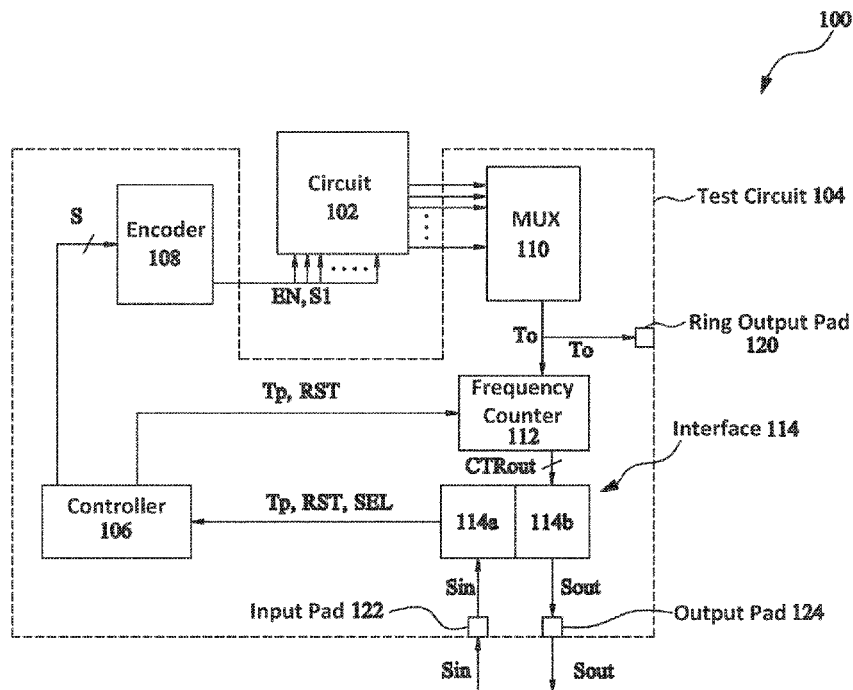 100
Circuit
102
MUX
110
Test Circuit 104
S
Encoder
108
EN, S1
To
To
Ring Output Pad
120
Tp, RST
Frequency
Counter
112
Interface 114
CTRout
Controller
106
Tp, RST, SEL
114a
114b
Sin
Sout
Input Pad 122
Output Pad 124
Sin
Sout